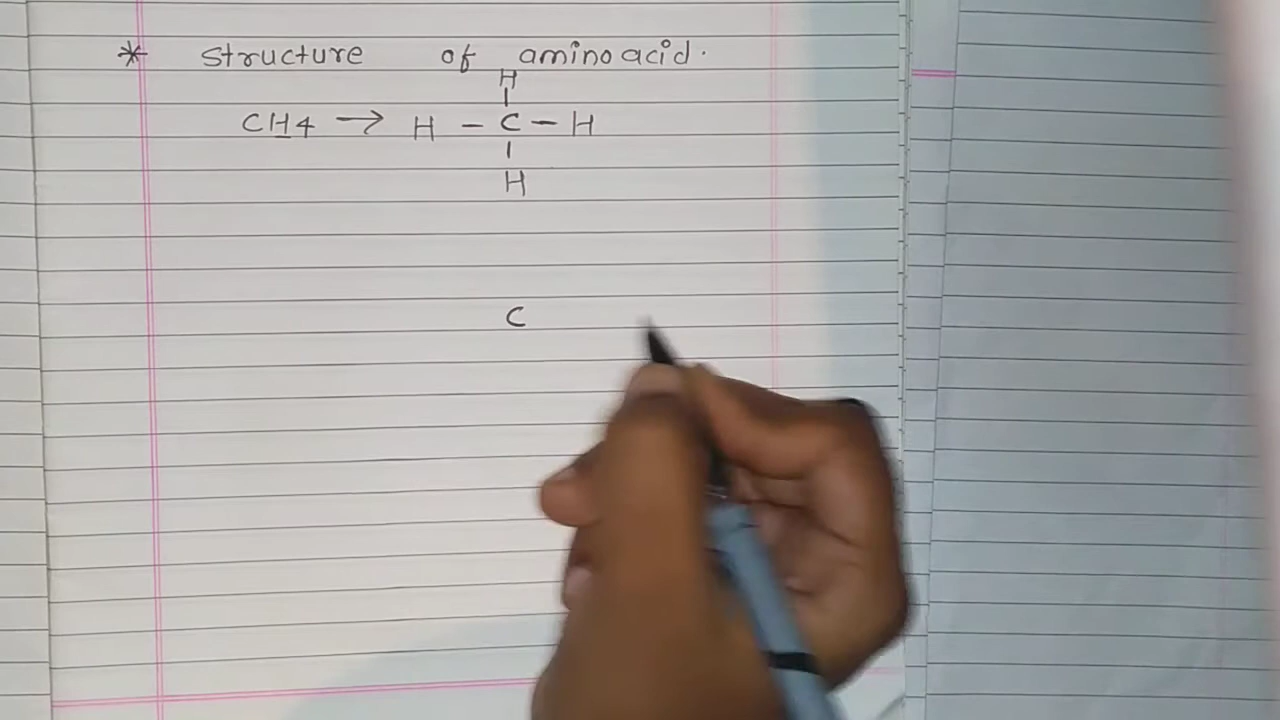 * structure of amino acid.
H
CH4 → H - C - H
H
C